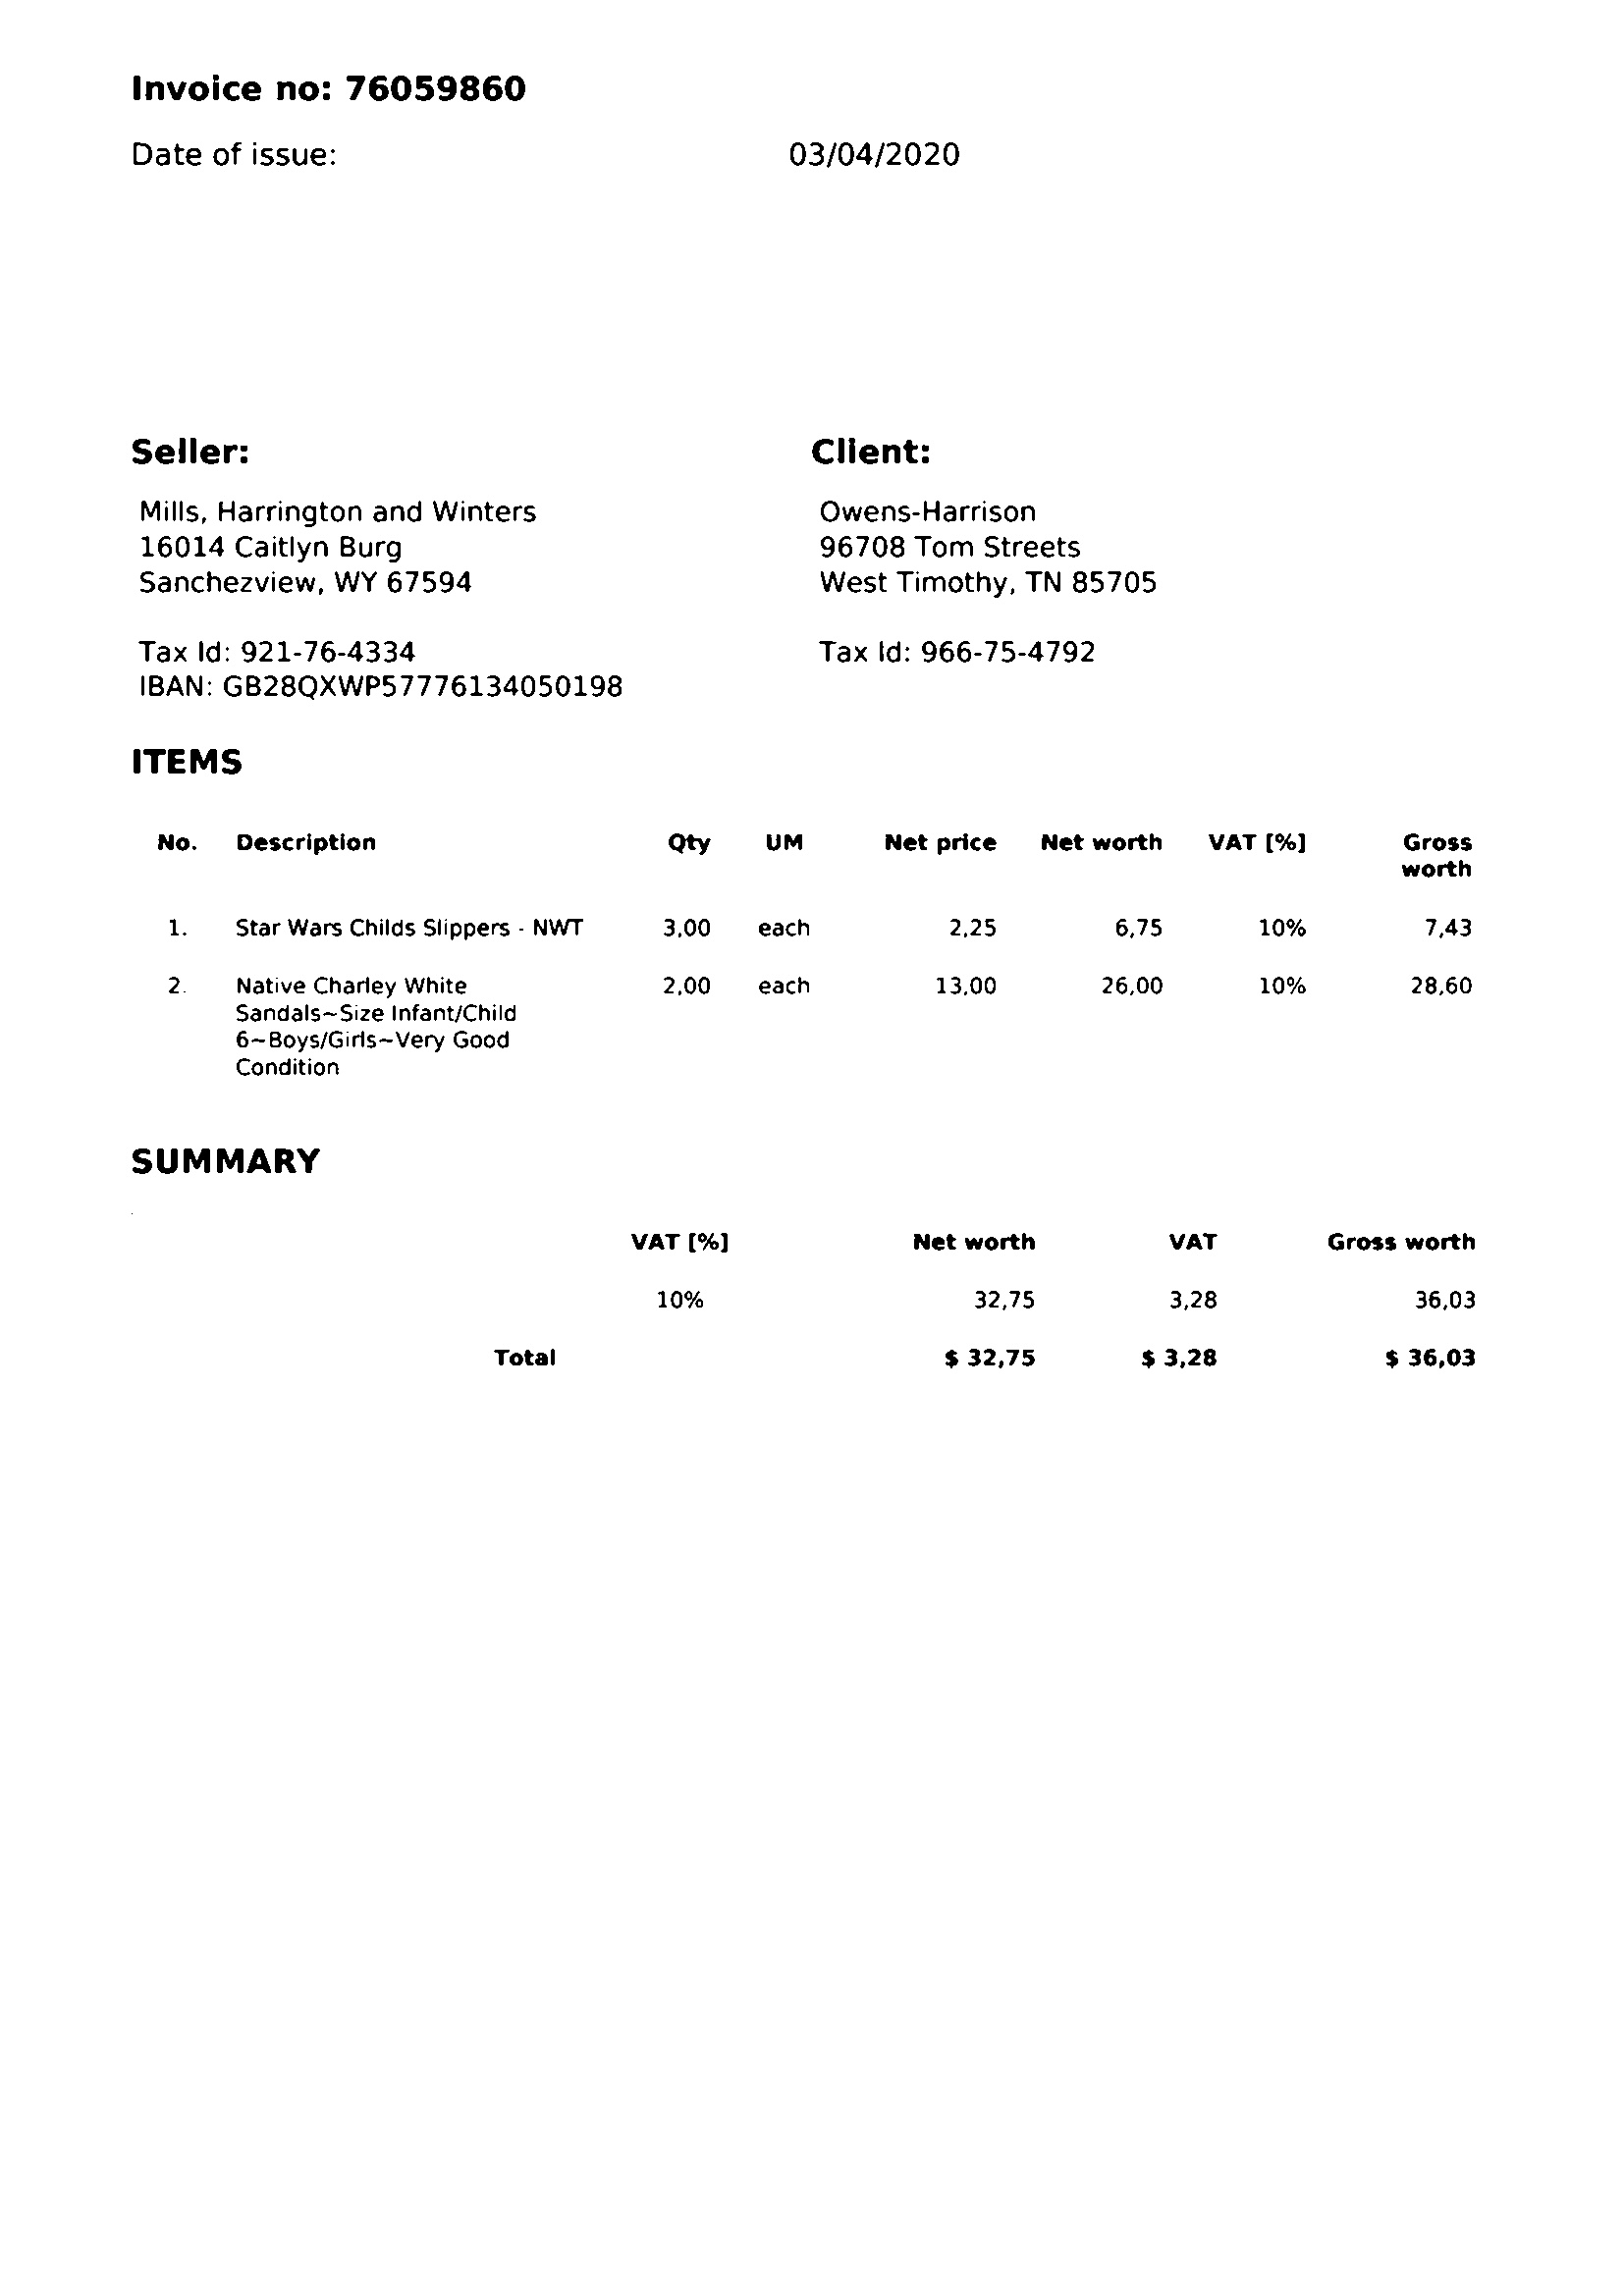 Invoice no: 76059860
Date of issue: 03/04/2020
Seller:
Mills, Harrington and Winters
16014 Caitlyn Burg
Sanchezview, WY 67594
Tax Id: 921-76-4334
IBAN: GB28QXWP57776134050198
Client:
Owens-Harrison
96708 Tom Streets
West Timothy, TN 85705
Tax Id: 966-75-4792
ITEMS
No. Description Qty UM Net price Net worth VAT [%] Gross
worth
1. Star Wars Childs Slippers - NWT 3,00 each 2,25 6,75 10% 7,43
2. Native Charley White 2,00 each 13,00 26,00 10% 28,60
Sandals~Size Infant/Child
6~Boys/Girls~Very Good
Condition
SUMMARY
VAT [%] Net worth VAT Gross worth
10% 32,75 3,28 36,03
Total $ 32,75 $ 3,28 $ 36,03